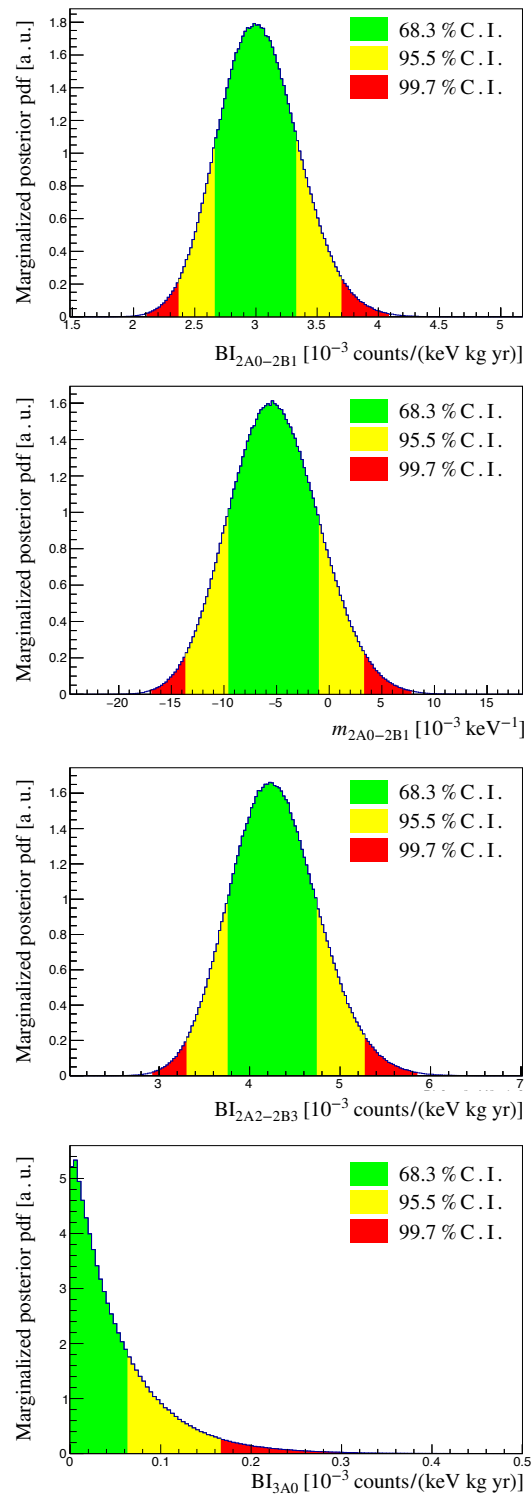 Marginalized posterior pdf [a . u.]
1.8
1.6
1.4
1.2
1
0.8
0.6
0.4
0.2
0
68.3 % C . I .
95.5 % C . I .
99.7 % C . I .
1.5 2 2.5 3 3.5 4 4.5 5
BI2A0−2B1 [10−3 counts/(keV kg yr)]
Marginalized posterior pdf [a . u.]
1.6
1.4
1.2
1
0.8
0.6
0.4
0.2
0
68.3 % C . I .
95.5 % C . I .
99.7 % C . I .
−20 −15 −10 −5 0 5 10 15
m2A0−2B1 [10−3 keV−1]
Marginalized posterior pdf [a . u.]
1.6
1.4
1.2
1
0.8
0.6
0.4
0.2
0
68.3 % C . I .
95.5 % C . I .
99.7 % C . I .
3 4 5 6 7
BI2A2−2B3 [10−3 counts/(keV kg yr)]
Marginalized posterior pdf [a . u.]
5
4
3
2
1
0
68.3 % C . I .
95.5 % C . I .
99.7 % C . I .
0 0.1 0.2 0.3 0.4 0.5
BI3A0 [10−3 counts/(keV kg yr)]